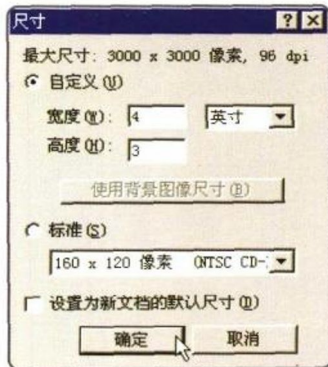 尺寸
最大尺寸: 3000 x 3000 像素, 96 dpi
自定义(U)
宽度(W): 4 英寸
高度(H): 3
使用背景图像尺寸(B)
标准(S)
160 x 120 像素 (NTSC CD-
设置为新文档的默认尺寸(D)
确定 取消